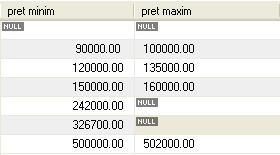 pret minim pret maxim
NULL NULL
90000.00 100000.00
120000.00 135000.00
150000.00 160000.00
242000.00 NULL
326700.00 NULL
500000.00 502000.00